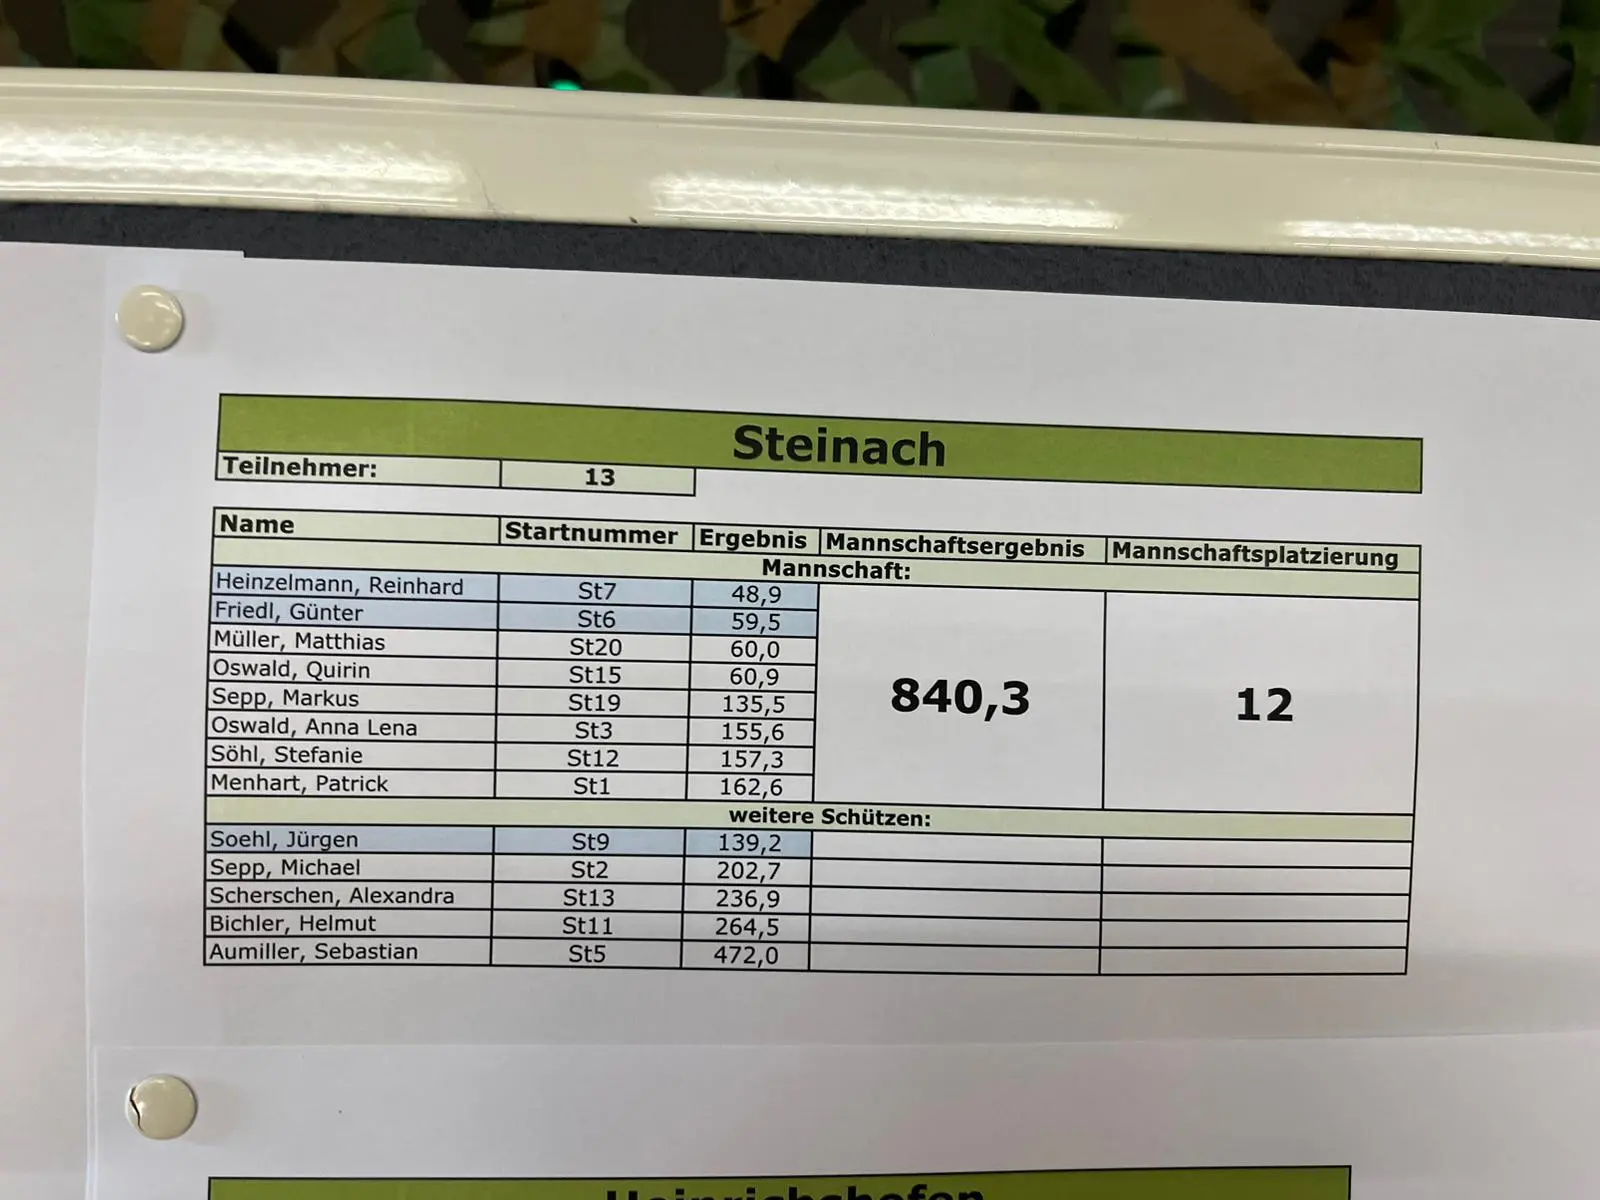 Steinach
Teilnehmer: 13
Name Startnummer Ergebnis Mannschaftsergebnis Mannschaftsplatzierung
Mannschaft:
Heinzelmann, Reinhard St7 48,9
Friedl, Günter St6 59,5
Müller, Matthias St20 60,0
Oswald, Quirin St15 60,9
840,3 12
Sepp, Markus St19 135,5
Oswald, Anna Lena St3 155,6
Söhl, Stefanie St12 157,3
Menhart, Patrick St1 162,6
weitere Schützen:
Soehl, Jürgen St9 139,2
Sepp, Michael St2 202,7
Scherschen, Alexandra St13 236,9
Bichler, Helmut St11 264,5
Aumiller, Sebastian St5 472,0
Heinrichshofen